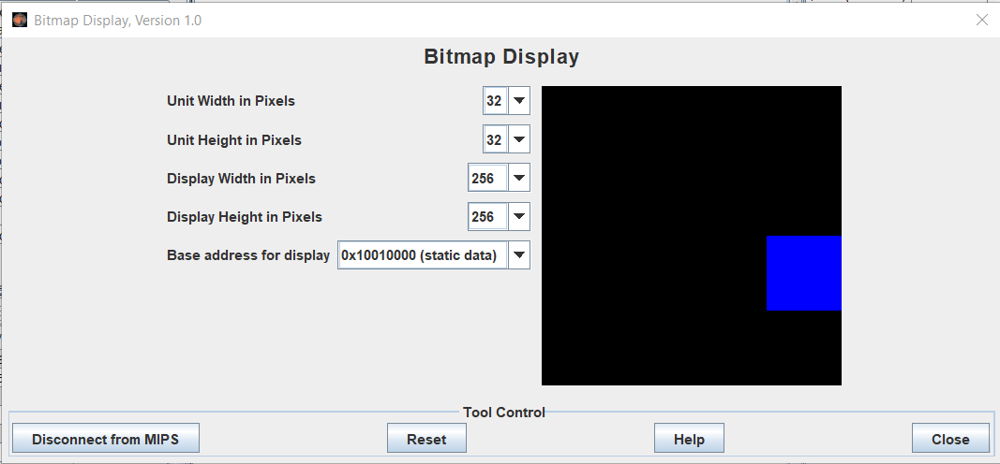 Bitmap Display, Version 1.0
Bitmap Display
Unit Width in Pixels 32
Unit Height in Pixels 32
Display Width in Pixels 256
Display Height in Pixels 256
Base address for display 0x10010000 (static data)
Tool Control
Disconnect from MIPS Reset Help Close